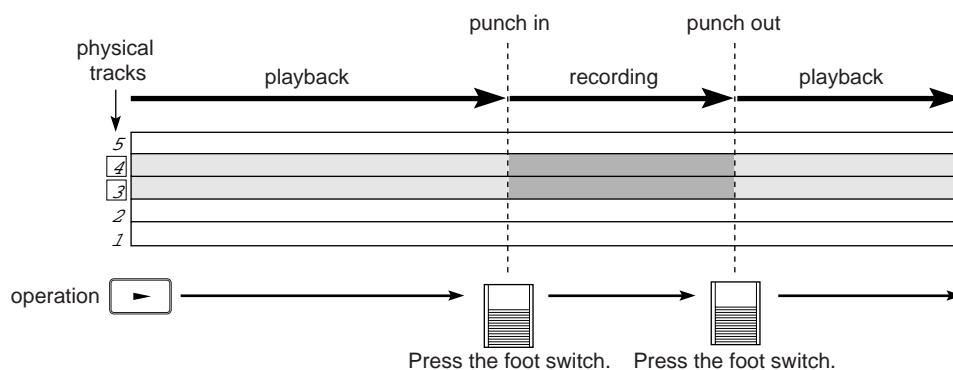 punch in punch out
physical
tracks
playback recording playback
5
4
3
2
1
operation
Press the foot switch. Press the foot switch.